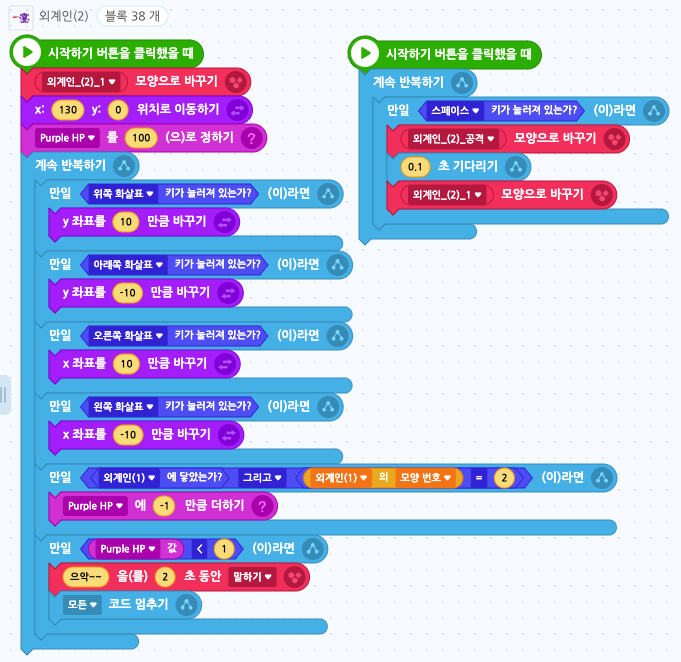 외계인(2) 블록 38 개
시작하기 버튼을 클릭했을 때
외계인_(2)_1 ▼ 모양으로 바꾸기
x: 130 y: 0 위치로 이동하기
Purple HP ▼ 를 100 (으)로 정하기 ?
계속 반복하기
만일 위쪽 화살표 ▼ 키가 눌러져 있는가? (이)라면
y 좌표를 10 만큼 바꾸기
만일 아래쪽 화살표 ▼ 키가 눌러져 있는가? (이)라면
y 좌표를 -10 만큼 바꾸기
만일 오른쪽 화살표 ▼ 키가 눌러져 있는가? (이)라면
x 좌표를 10 만큼 바꾸기
만일 왼쪽 화살표 ▼ 키가 눌러져 있는가? (이)라면
x 좌표를 -10 만큼 바꾸기
만일 외계인(1) ▼ 에 닿았는가? 그리고 ▼ 외계인(1) ▼ 의 모양 번호 ▼ = 2 (이)라면
Purple HP ▼ 에 -1 만큼 더하기 ?
만일 Purple HP ▼ 값 < 1 (이)라면
으악~~ 을(를) 2 초 동안 말하기 ▼
모든 ▼ 코드 멈추기
시작하기 버튼을 클릭했을 때
계속 반복하기
만일 스페이스 ▼ 키가 눌러져 있는가? (이)라면
외계인_(2)_공격 ▼ 모양으로 바꾸기
0.1 초 기다리기
외계인_(2)_1 ▼ 모양으로 바꾸기